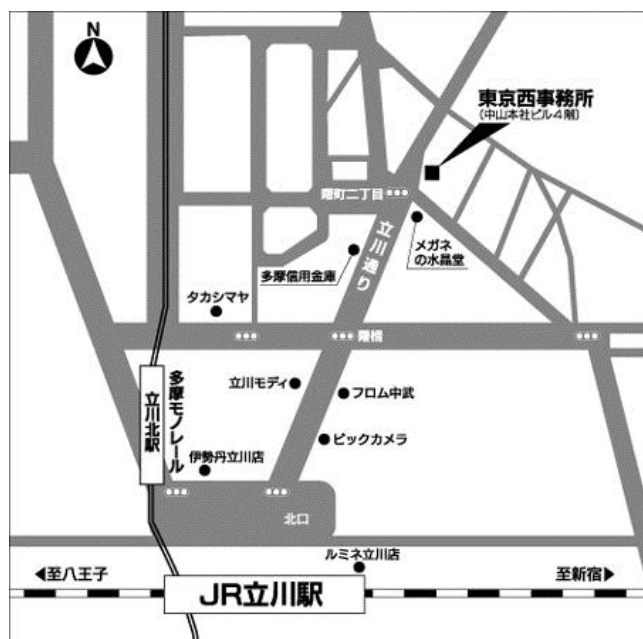 N
東京西事務所
(中山本社ビル4階)
曙町二丁目
立川通り
メガネ
の水晶堂
多摩信用金庫
タカシマヤ
曙橋
立川モディ
フロム中武
多摩モノレール
立川北駅
ビックカメラ
伊勢丹立川店
北口
ルミネ立川店
至八王子
至新宿
JR立川駅